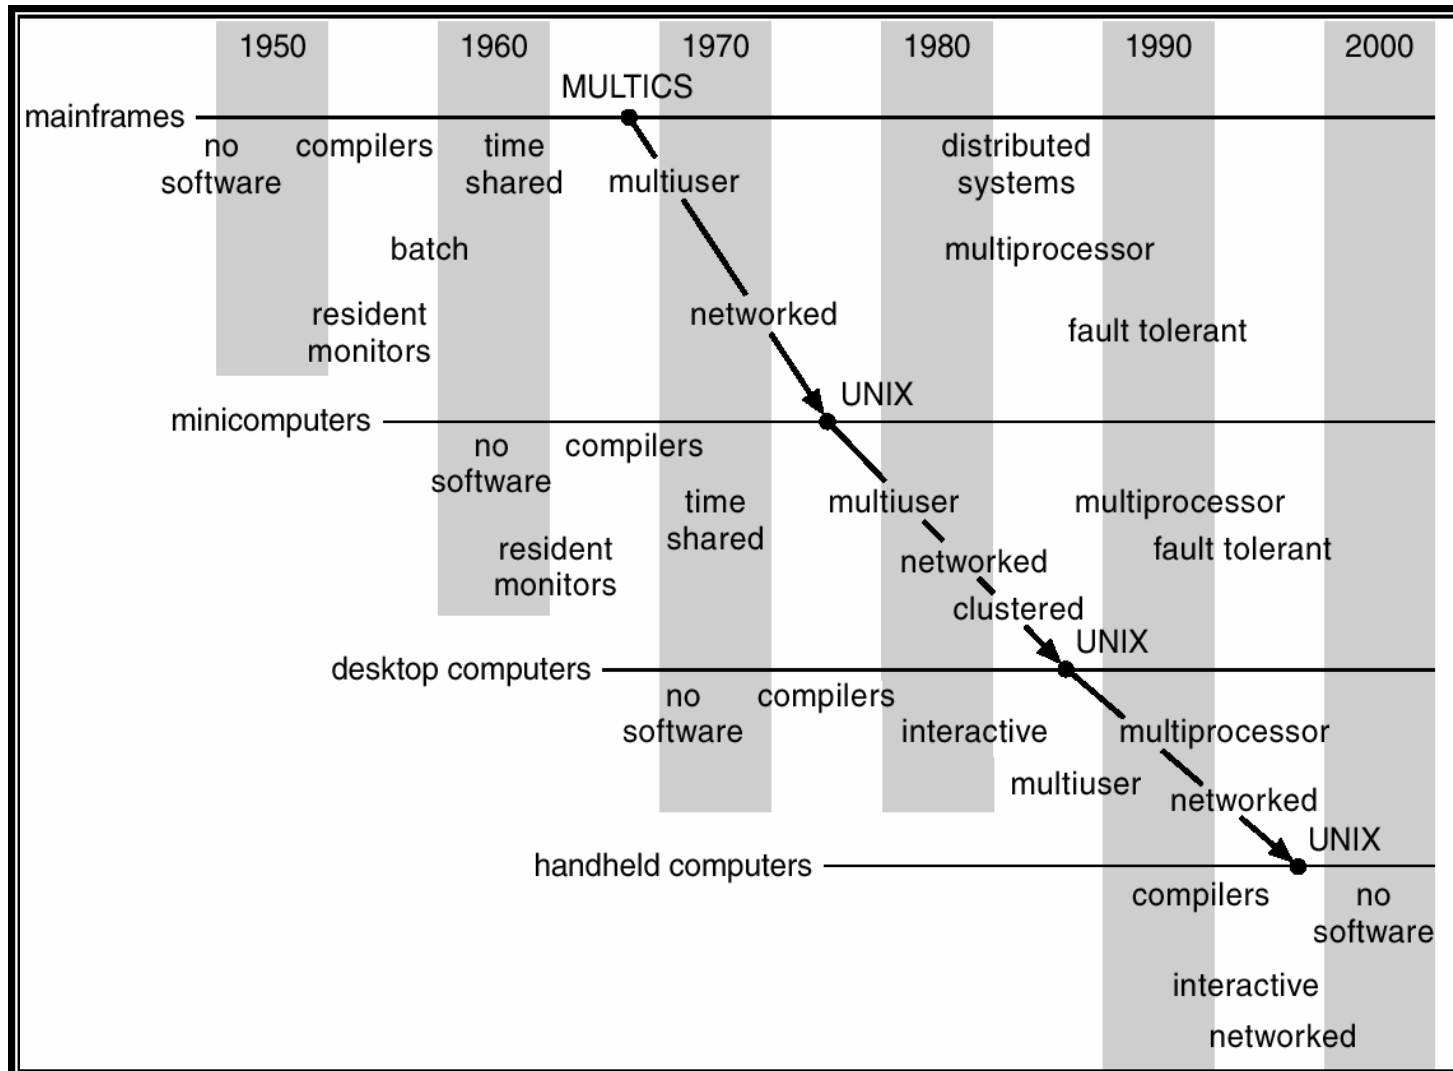 1950 1960 1970 1980 1990 2000
MULTICS
mainframes
no compilers time distributed
software shared multiuser systems
batch multiprocessor
resident networked fault tolerant
monitors
UNIX
minicomputers
no compilers
software
time multiuser multiprocessor
shared
resident networked fault tolerant
monitors
clustered
UNIX
desktop computers
no compilers
software interactive multiprocessor
multiuser networked
UNIX
handheld computers
compilers no
software
interactive
networked